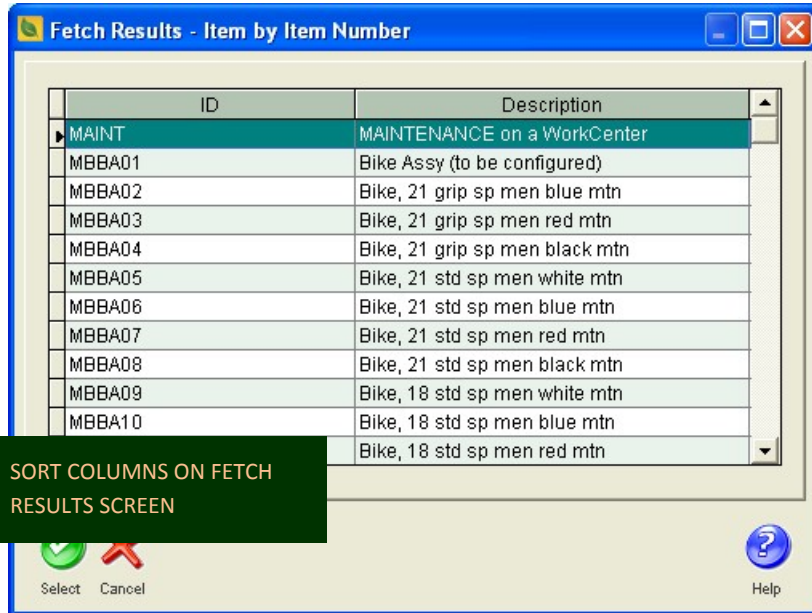 Fetch Results - Item by Item Number
ID Description
MAINT MAINTENANCE on a WorkCenter
MBBA01 Bike Assy (to be configured)
MBBA02 Bike, 21 grip sp men blue mtn
MBBA03 Bike, 21 grip sp men red mtn
MBBA04 Bike, 21 grip sp men black mtn
MBBA05 Bike, 21 std sp men white mtn
MBBA06 Bike, 21 std sp men blue mtn
MBBA07 Bike, 21 std sp men red mtn
MBBA08 Bike, 21 std sp men black mtn
MBBA09 Bike, 18 std sp men white mtn
MBBA10 Bike, 18 std sp men blue mtn
Bike, 18 std sp men red mtn
SORT COLUMNS ON FETCH
RESULTS SCREEN
Select Cancel Help